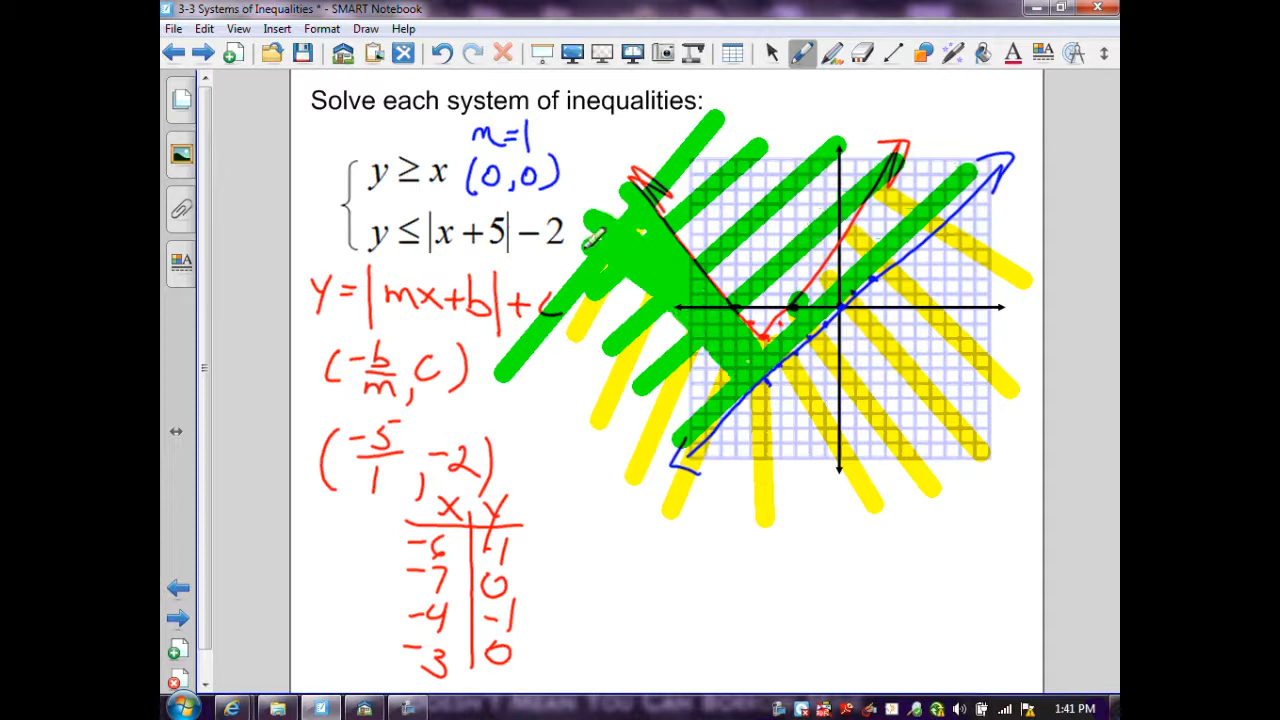 3-3 Systems of Inequalities * - SMART Notebook
File Edit View Insert Format Draw Help
Solve each system of inequalities:
m=1
y ≥ x (0,0)
y ≤ |x + 5| − 2
y = |mx+b| + c
(-b/m, c)
(-5/1, -2)
x, y
-6 -1
-7 0
-4 -1
-3 0
1:41 PM